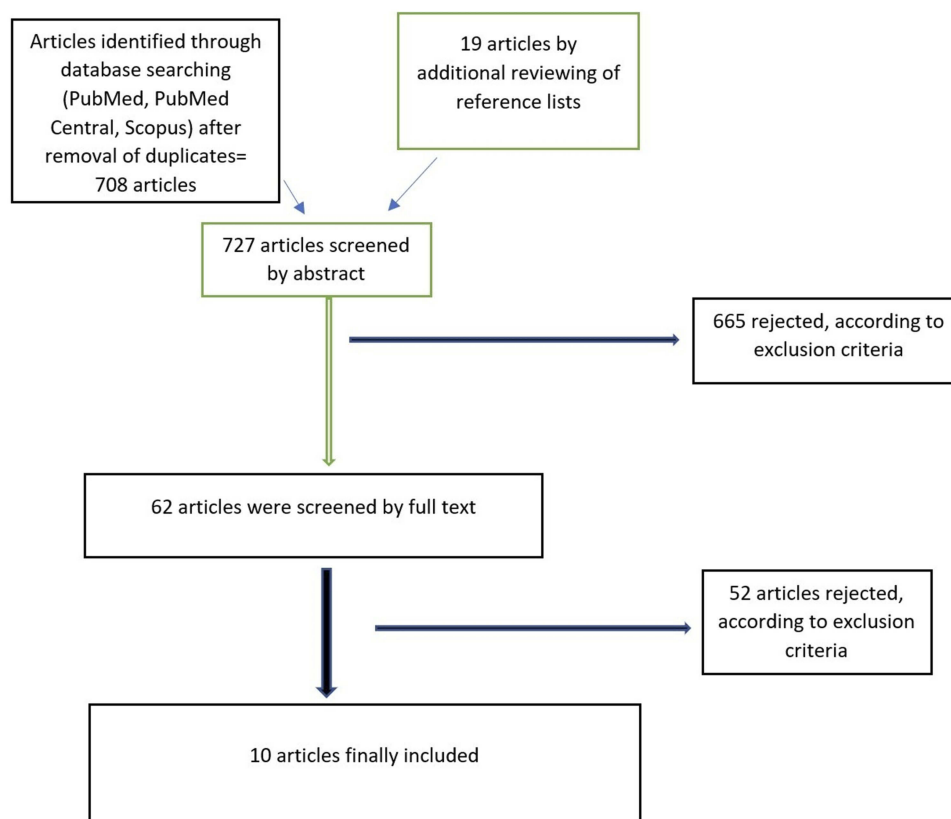 Articles identified through
database searching
(PubMed, PubMed
Central, Scopus) after
removal of duplicates=
708 articles
19 articles by
additional reviewing of
reference lists
727 articles screened
by abstract
665 rejected, according to
exclusion criteria
62 articles were screened by full text
52 articles rejected,
according to exclusion
criteria
10 articles finally included